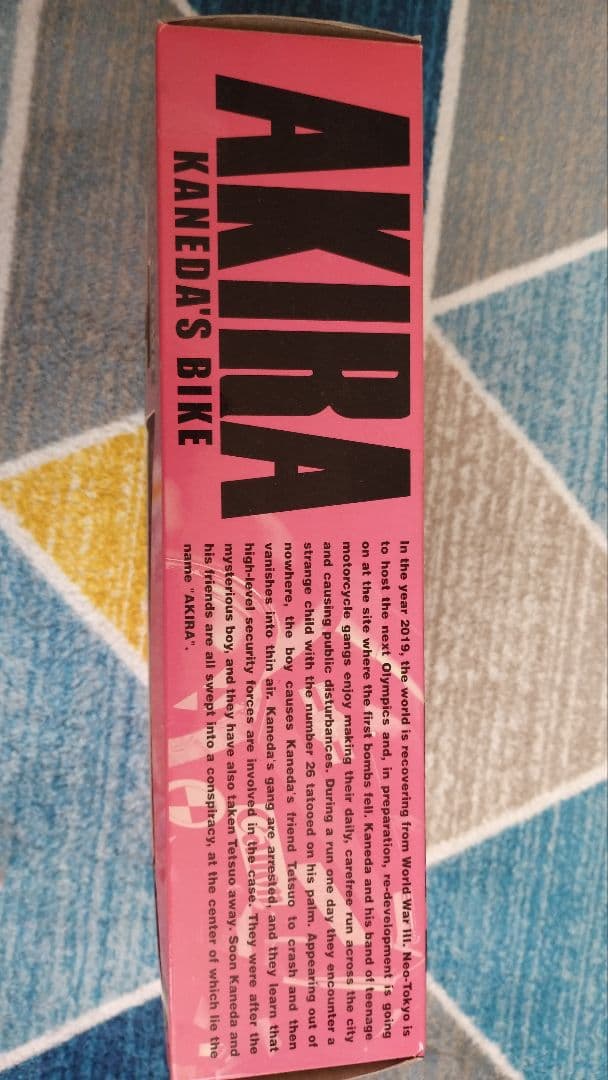 AKIRA
KANEDA'S BIKE
In the year 2019, the world is recovering from World War III. Neo-Tokyo is
to host the next Olympics and, in preparation, re-development is going
on at the site where the first bombs fell. Kaneda and his band of teenage
motorcycle gangs enjoy making their daily, carefree run across the city
and causing public disturbances. During a run one day they encounter a
strange child with the number 26 tatooed on his palm. Appearing out of
nowhere, the boy causes Kaneda's friend Tetsuo to crash and then
vanishes into thin air. Kaneda's gang are arrested, and they learn that
high-level security forces are involved in the case. They were after the
mysterious boy, and they have also taken Tetsuo away. Soon Kaneda and
his friends are all swept into a conspiracy, at the center of which lie the
name "AKIRA".